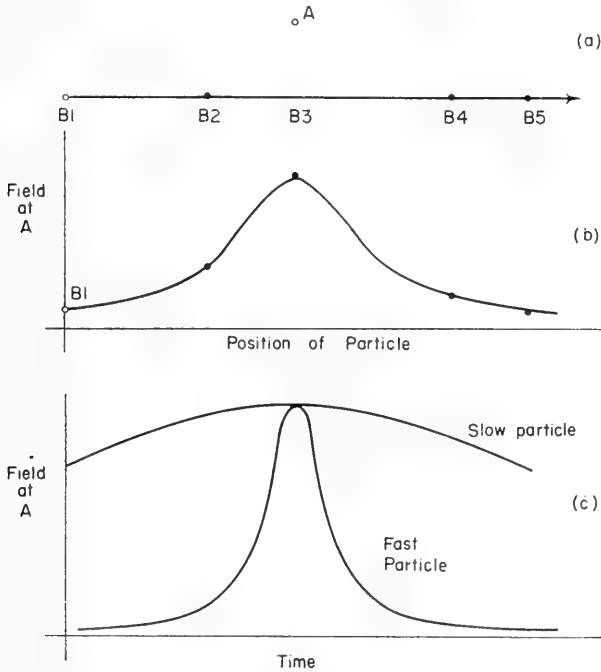 A
(a)
B1 B2 B3 B4 B5
Field
at
A
(b)
B1
Position of Particle
Slow particle
Field
at
A
(c)
Fast
Particle
Time